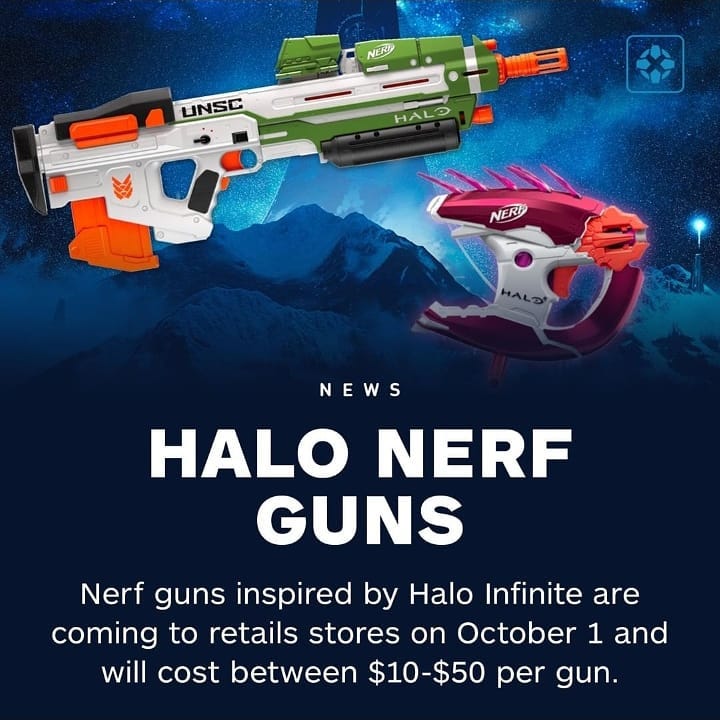 NERF
UNSC
HALO
NERF
HALO
NEWS
HALO NERF
GUNS
Nerf guns inspired by Halo Infinite are
coming to retails stores on October 1 and
will cost between $10-$50 per gun.